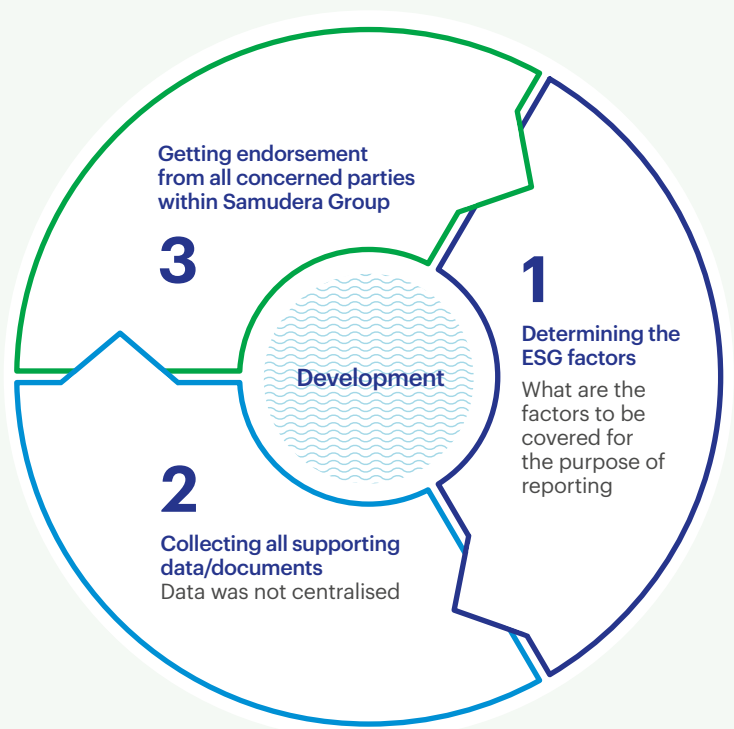 Getting endorsement
from all concerned parties
within Samudera Group
3
1
Determining the
ESG factors
What are the
factors to be
covered for
the purpose of
reporting
Development
2
Collecting all supporting
data/documents
Data was not centralised